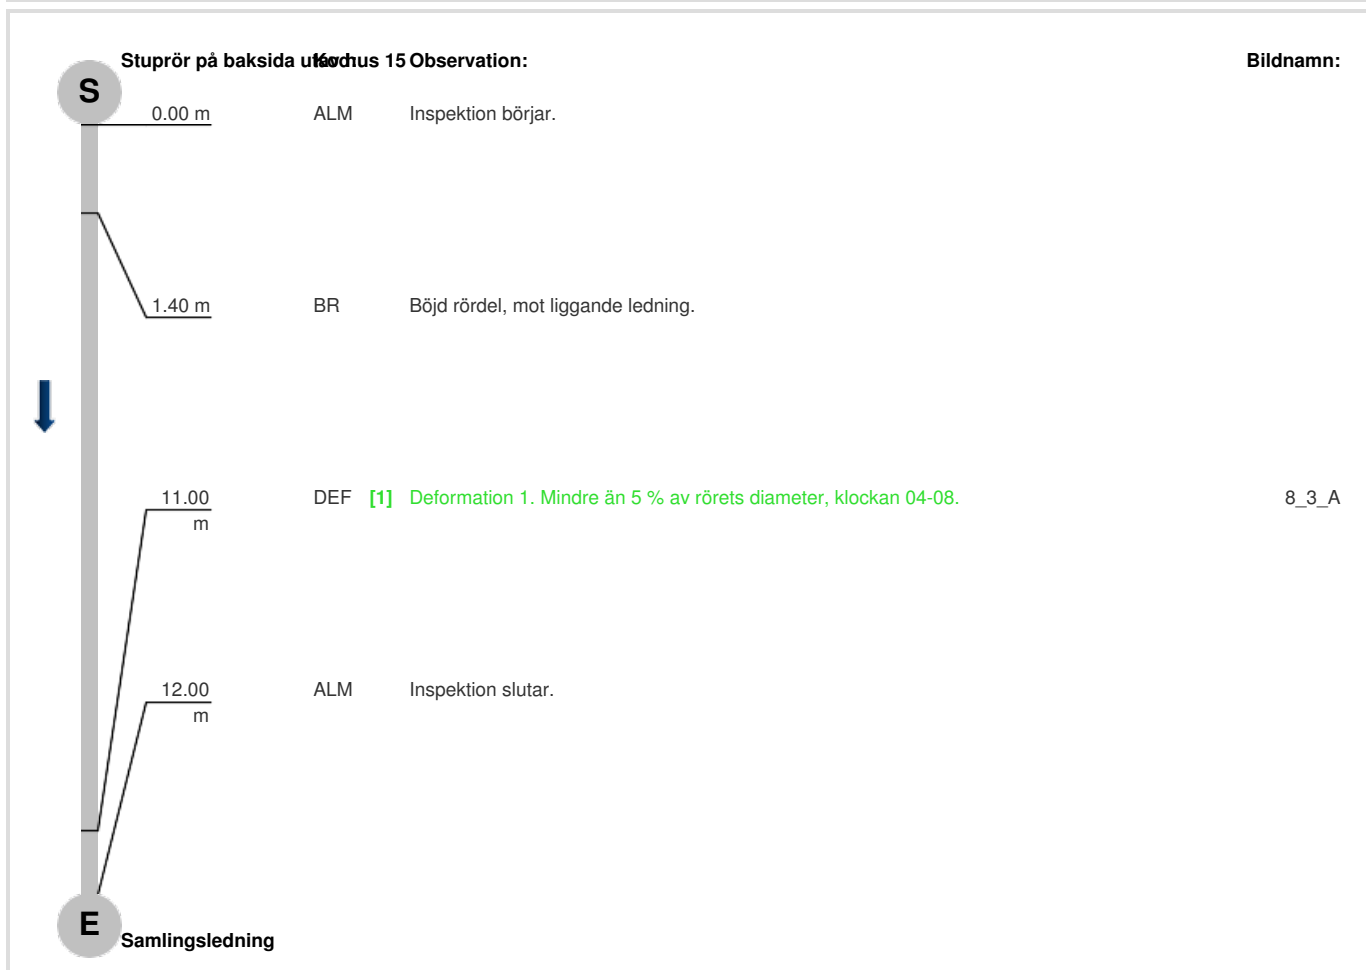 Stuprör på baksida utav hus 15 Kod: Observation: Bildnamn:
S
0.00 m ALM Inspektion börjar.
1.40 m BR Böjd rördel, mot liggande ledning.
11.00 DEF [1] Deformation 1. Mindre än 5 % av rörets diameter, klockan 04-08. 8_3_A
m
12.00 ALM Inspektion slutar.
m
E
Samlingsledning